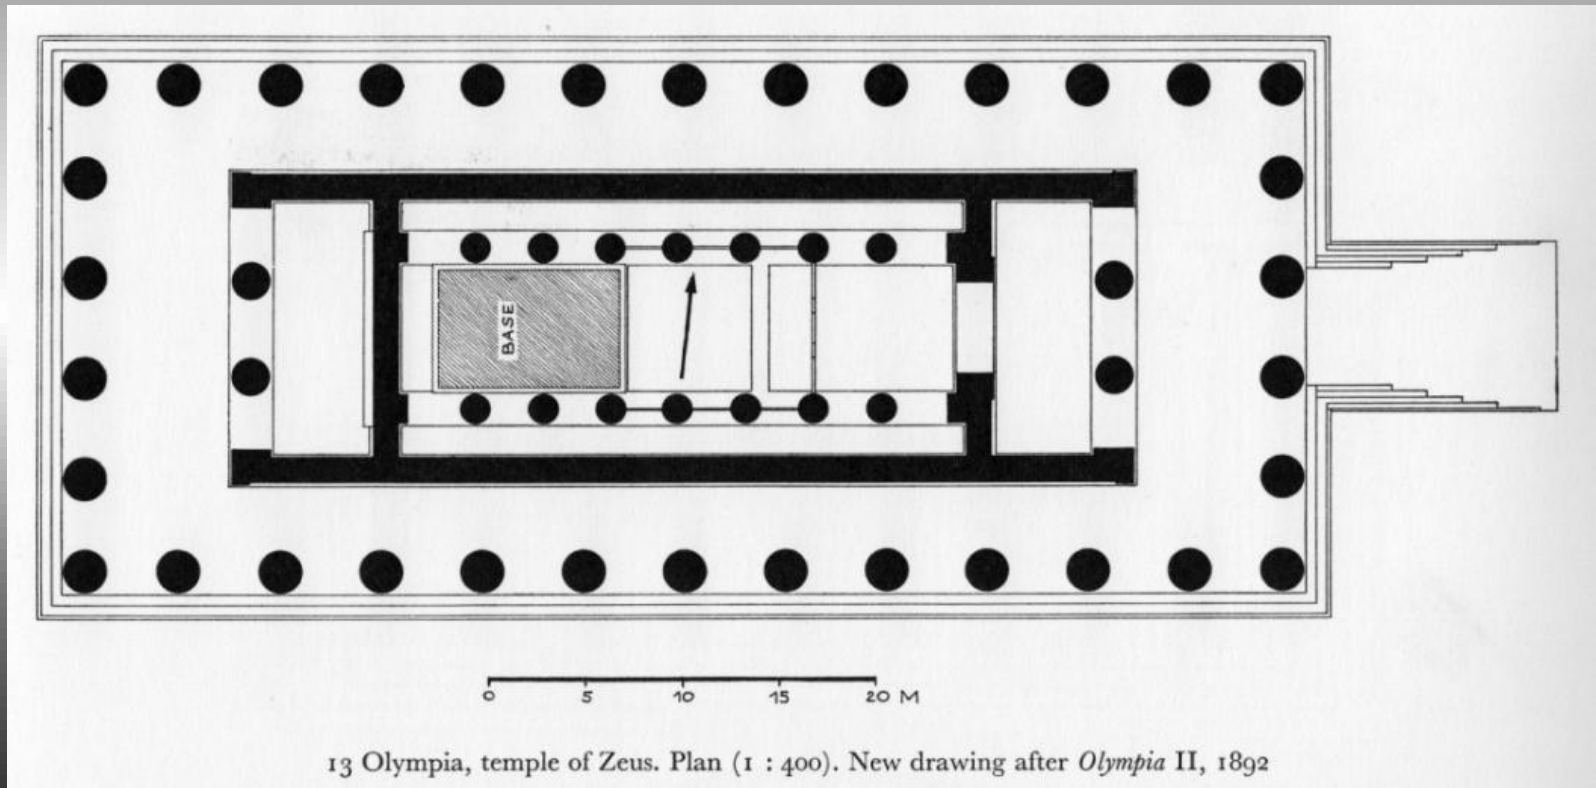 BASE
0 5 10 15 20 M
13 Olympia, temple of Zeus. Plan (1 : 400). New drawing after Olympia II, 1892